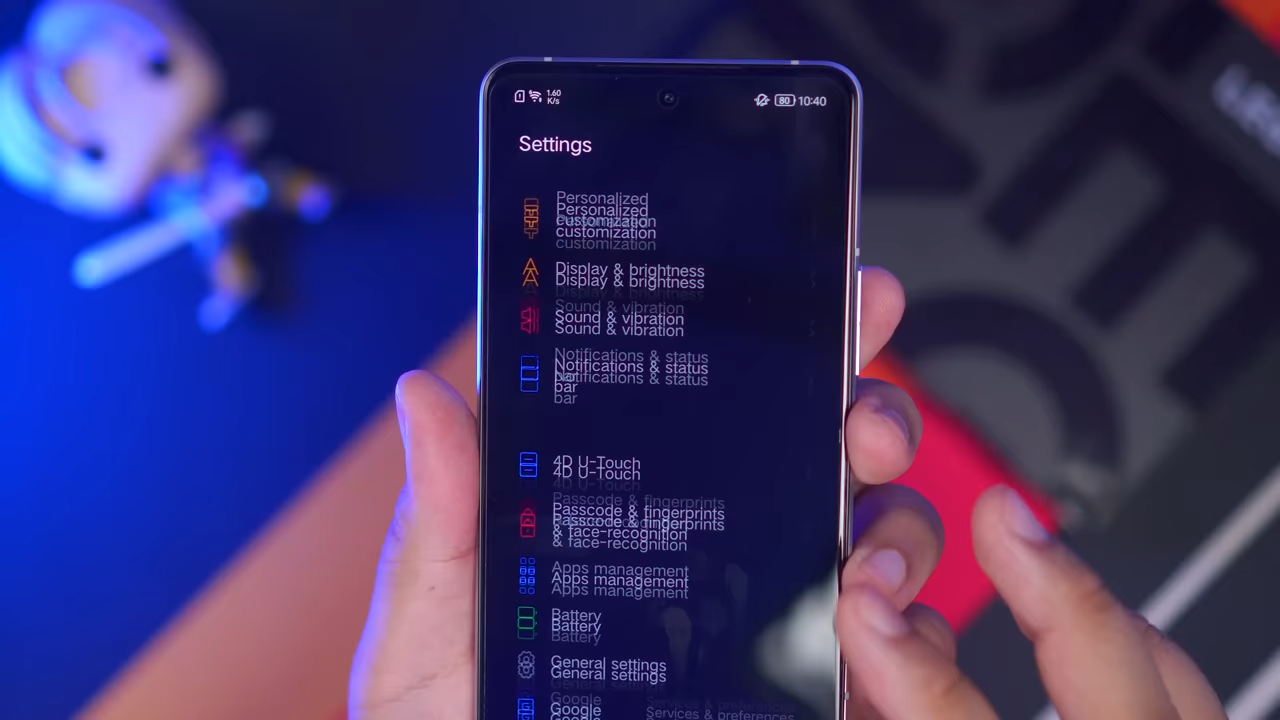 1.60
K/s
80 10:40
Settings
Personalized
customization
Display & brightness
Sound & vibration
Notifications & status
bar
4D U-Touch
Passcode & fingerprints
& face-recognition
Apps management
Battery
General settings
Google Services & preferences